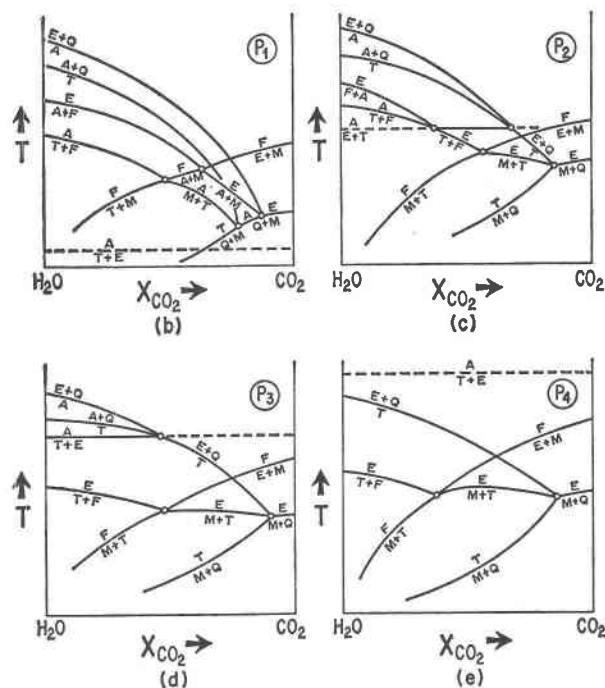 P1
E+Q
A
A+Q
T
E
A+F
A
T+F
F
A+M
F
E+M
F
T+M
A
M+T
E
A+M
T
Q+M
A
Q+M
E
A
T+E
T
H2O
CO2
XCO2
(b)
P2
E+Q
A
A+Q
T
E
F+A
A
T+F
A
E+T
E
T+F
E+Q
T
F
E+M
E
M+T
E
M+Q
F
M+T
T
M+Q
T
H2O
CO2
XCO2
(c)
P3
E+Q
A
A+Q
T
A
T+E
E+Q
T
F
E+M
E
T+F
E
M+T
E
M+Q
F
M+T
T
M+Q
T
H2O
CO2
XCO2
(d)
P4
A
T+E
E+Q
T
F
E+M
E
T+F
E
M+T
E
M+Q
F
M+T
T
M+Q
T
H2O
CO2
XCO2
(e)